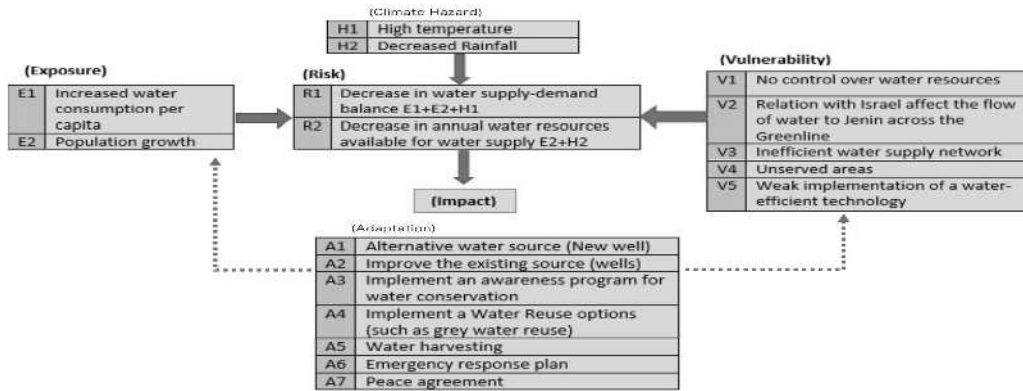 (Climate Hazard)
H1 High temperature
H2 Decreased Rainfall
(Exposure)
E1 Increased water
consumption per
capita
E2 Population growth
(Risk)
R1 Decrease in water supply-demand
balance E1+E2+H1
R2 Decrease in annual water resources
available for water supply E2+H2
(Vulnerability)
V1 No control over water resources
V2 Relation with Israel affect the flow
of water to Jenin across the
Greenline
V3 Inefficient water supply network
V4 Unserved areas
V5 Weak implementation of a water-
efficient technology
(Impact)
(Adaptation)
A1 Alternative water source (New well)
A2 Improve the existing source (wells)
A3 Implement an awareness program for
water conservation
A4 Implement a Water Reuse options
(such as grey water reuse)
A5 Water harvesting
A6 Emergency response plan
A7 Peace agreement